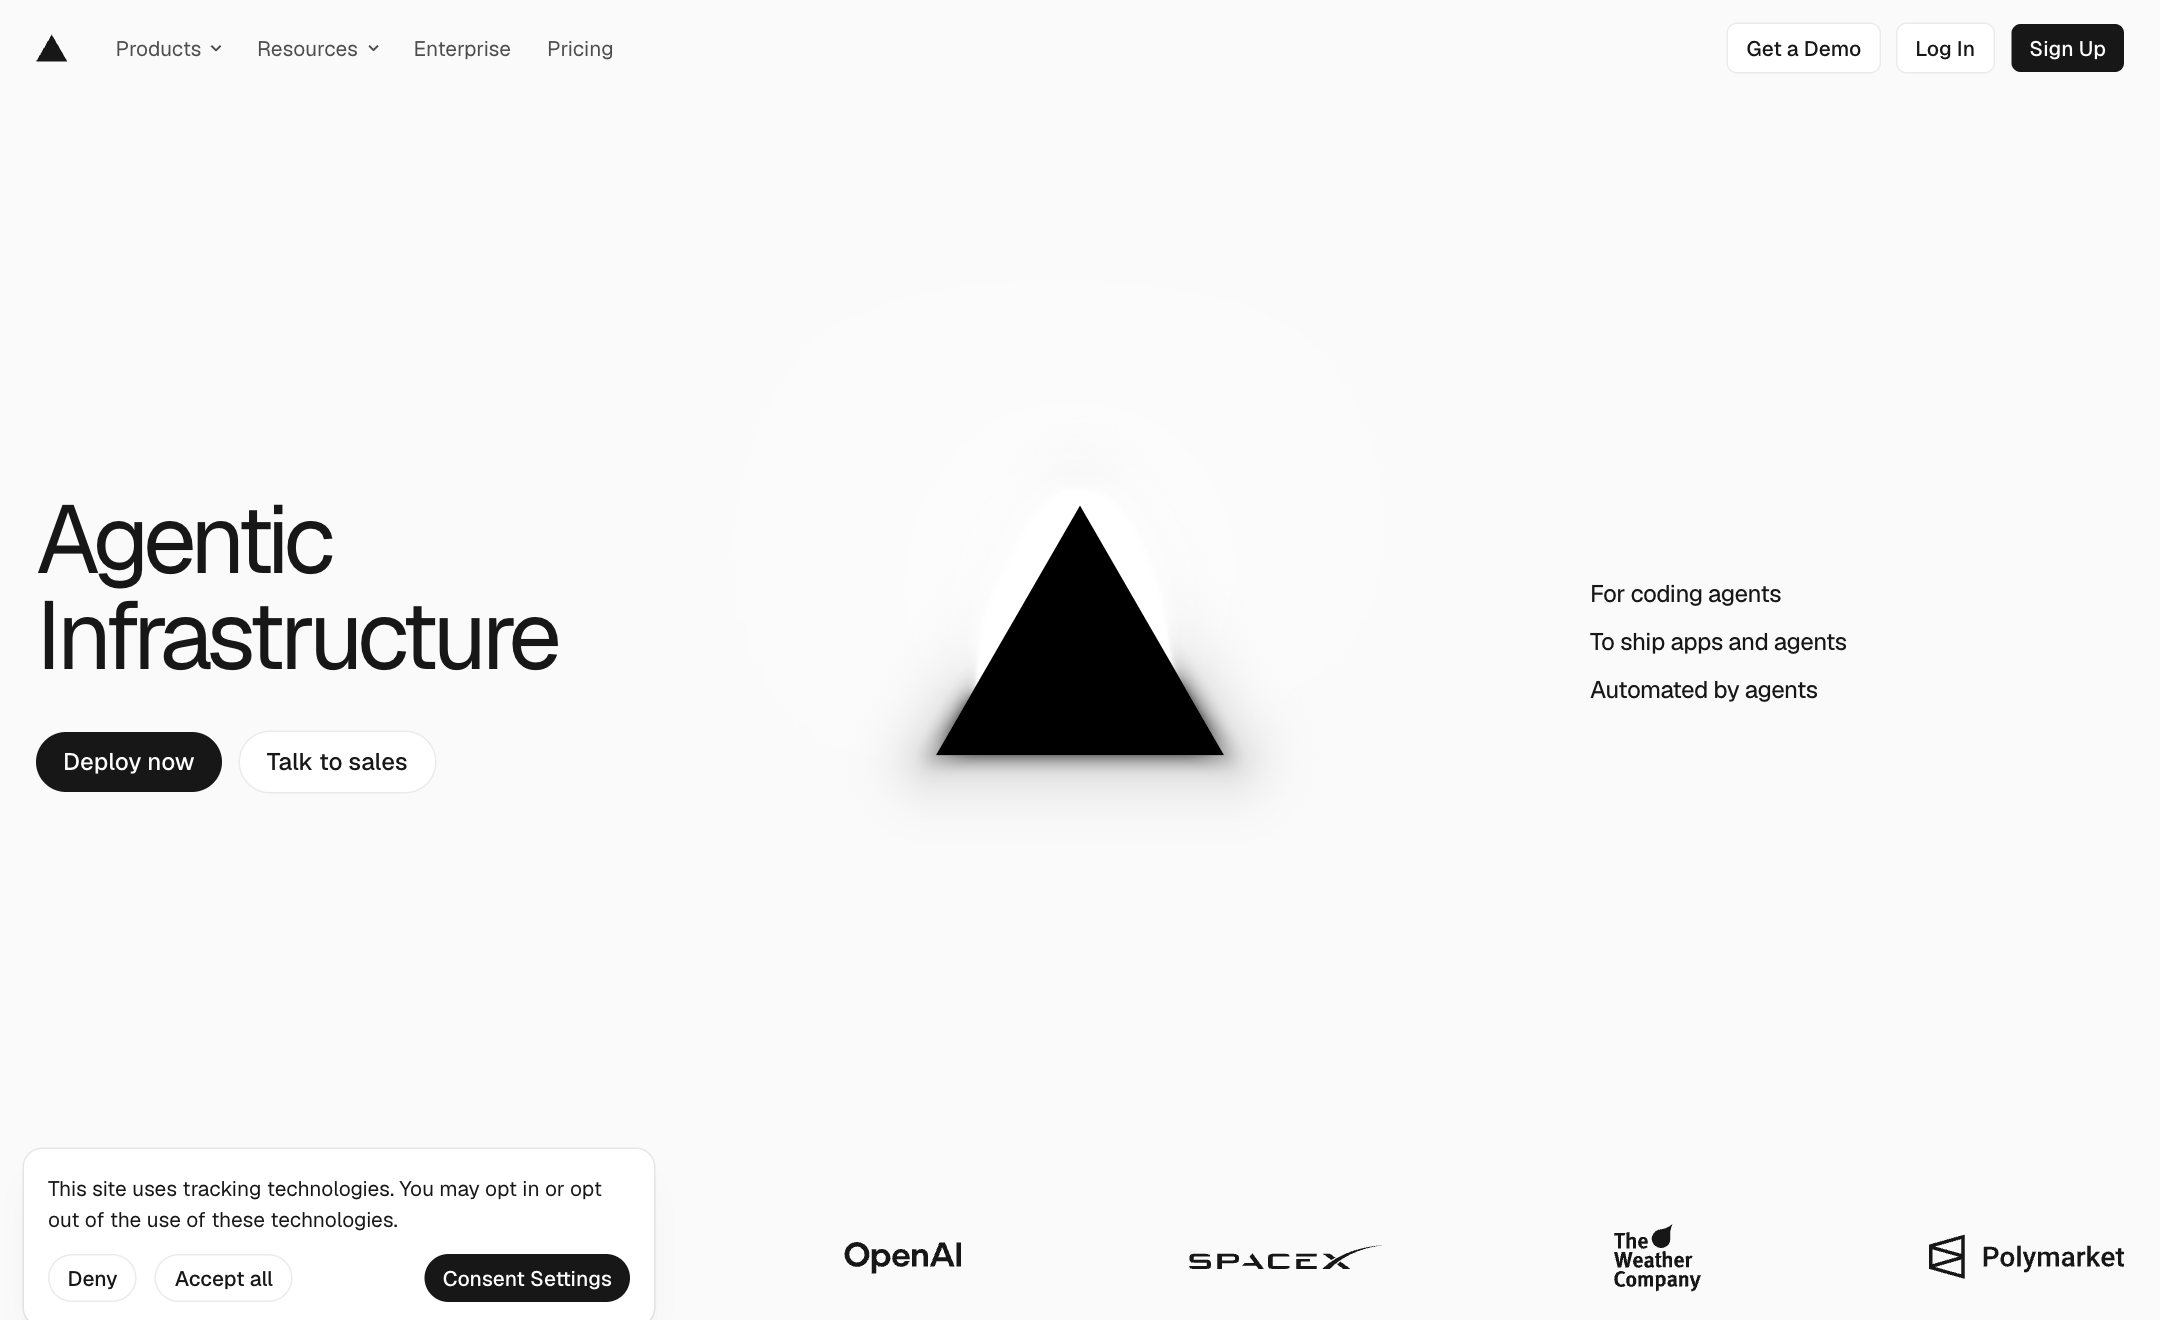 Products
Resources
Enterprise
Pricing
Get a Demo
Log In
Sign Up
Agentic
Infrastructure
Deploy now
Talk to sales
For coding agents
To ship apps and agents
Automated by agents
This site uses tracking technologies. You may opt in or opt
out of the use of these technologies.
Deny
Accept all
Consent Settings
OpenAI
SPACEX
The
Weather
Company
Polymarket